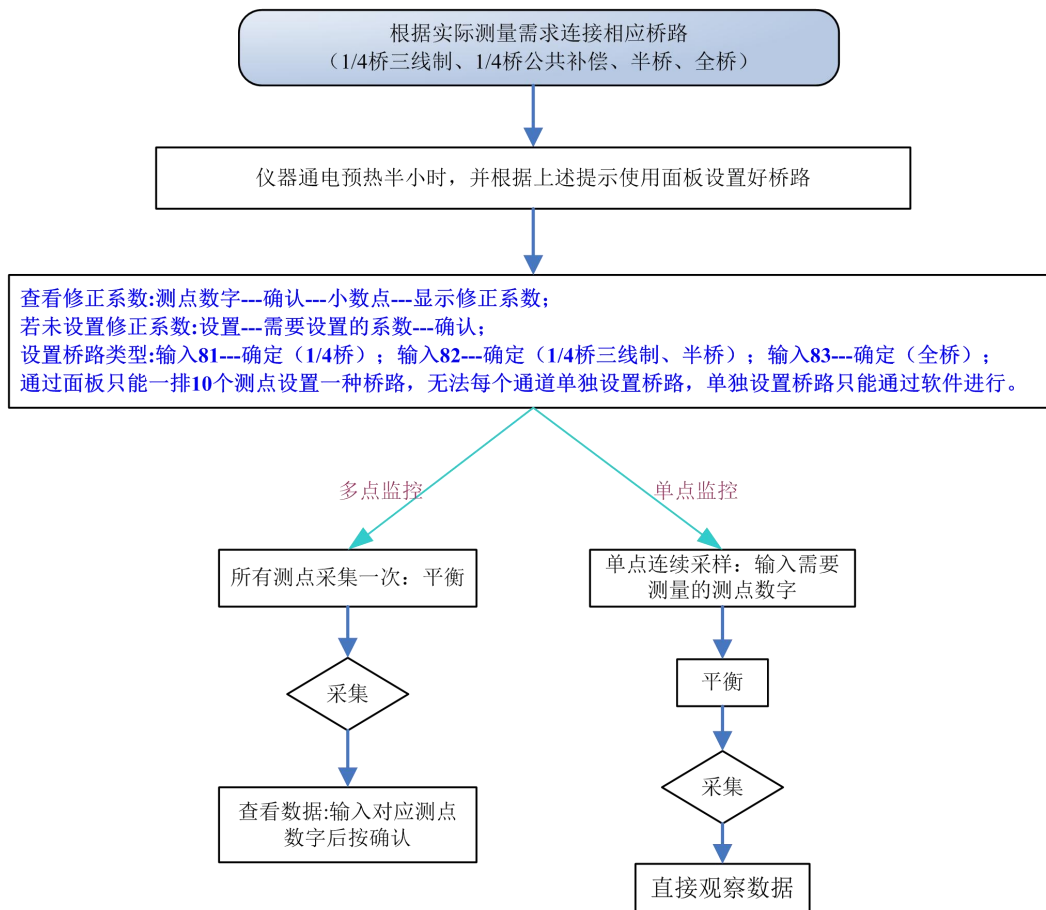 根据实际测量需求连接相应桥路
（1/4桥三线制、1/4桥公共补偿、半桥、全桥）
仪器通电预热半小时，并根据上述提示使用面板设置好桥路
查看修正系数:测点数字---确认---小数点---显示修正系数；
若未设置修正系数:设置---需要设置的系数---确认；
设置桥路类型:输入81---确定（1/4桥）；输入82---确定（1/4桥三线制、半桥）；输入83---确定（全桥）；
通过面板只能一排10个测点设置一种桥路，无法每个通道单独设置桥路，单独设置桥路只能通过软件进行。
多点监控
单点监控
所有测点采集一次：平衡
采集
查看数据:输入对应测点
数字后按确认
单点连续采样：输入需要
测量的测点数字
平衡
采集
直接观察数据